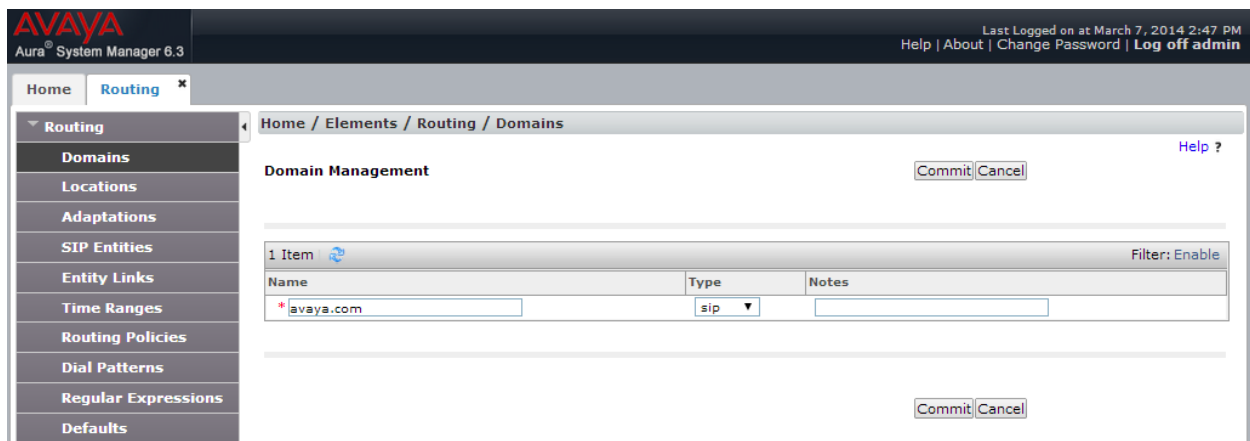 AVAYA
Aura® System Manager 6.3
Last Logged on at March 7, 2014 2:47 PM
Help | About | Change Password | Log off admin
Home Routing ×
Routing
Domains
Locations
Adaptations
SIP Entities
Entity Links
Time Ranges
Routing Policies
Dial Patterns
Regular Expressions
Defaults
Home / Elements / Routing / Domains
Help ?
Domain Management
Commit Cancel
1 Item
Filter: Enable
Name Type Notes
* avaya.com sip
Commit Cancel